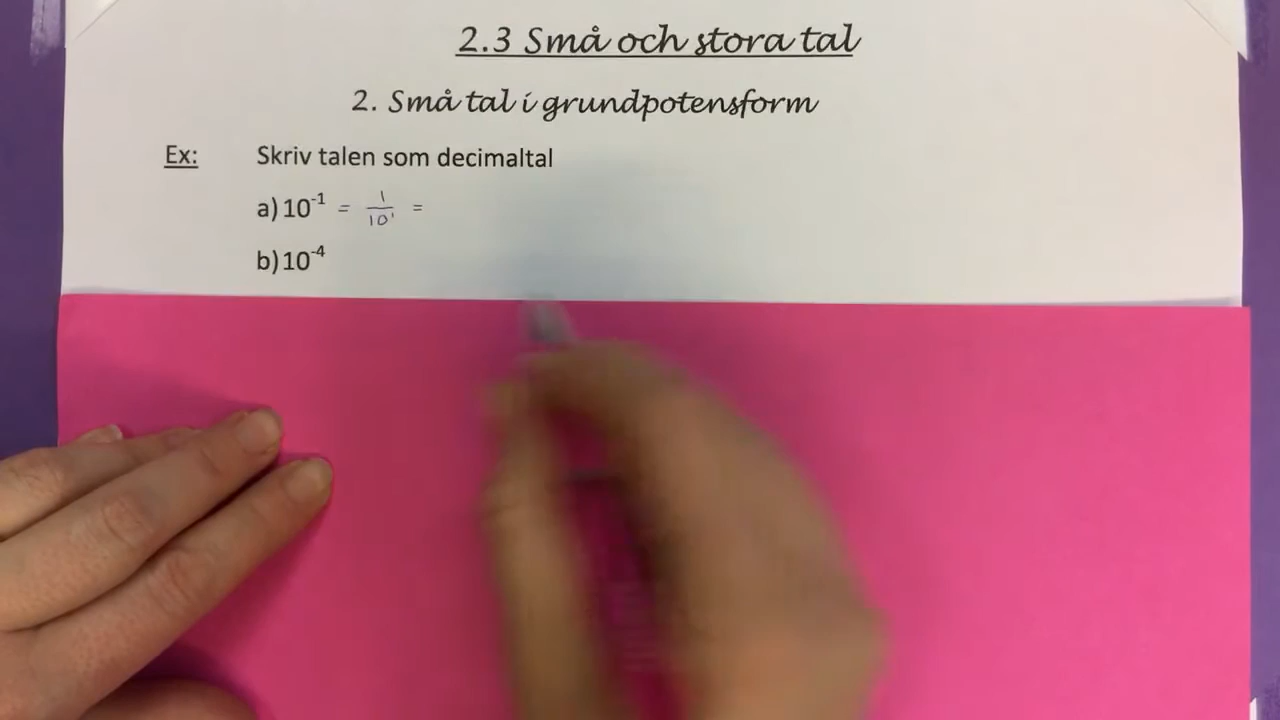 2.3 Små och stora tal
2. Små tal i grundpotensform
Ex: Skriv talen som decimaltal
a) 10⁻¹ = 1/10¹ =
b) 10⁻⁴